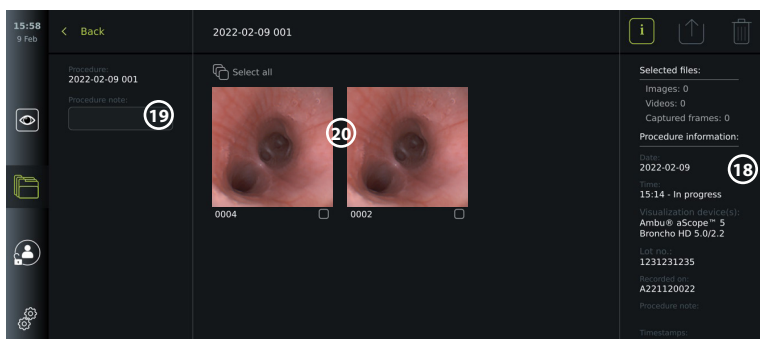 15:58
9 Feb
Back
2022-02-09 001
i
Procedure:
2022-02-09 001
Procedure note:
19
Select all
20
0004
0002
Selected files:
Images: 0
Videos: 0
Captured frames: 0
Procedure information:
Date:
2022-02-09
18
Time:
15:14 - In progress
Visualization device(s):
Ambu® aScope™ 5
Broncho HD 5.0/2.2
Lot no.:
1231231235
Recorded on:
A221120022
Procedure note:
Timestamps: